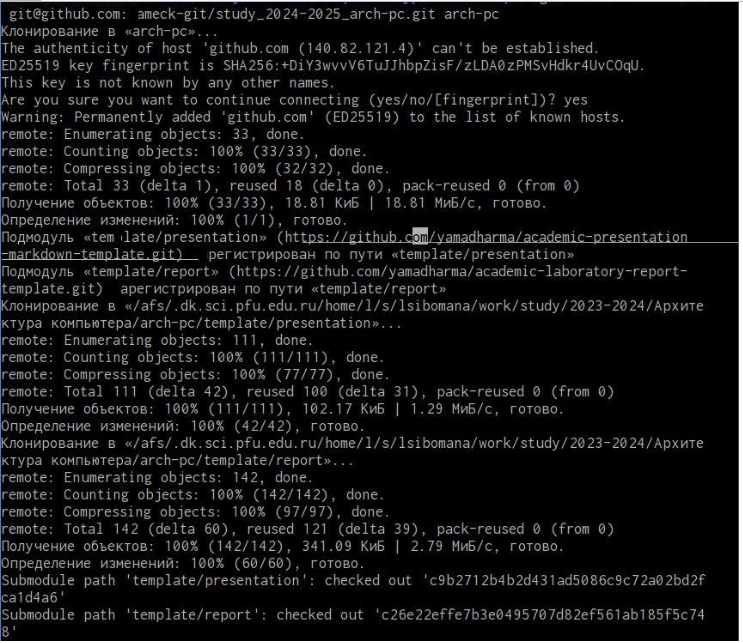 git@github.com: ameck-git/study_2024-2025_arch-pc.git arch-pc
Клонирование в «arch-pc»...
The authenticity of host 'github.com (140.82.121.4)' can't be established.
ED25519 key fingerprint is SHA256:+DiY3wvvV6TuJJhbpZisF/zLDA0zPMSvHdkr4UvCOqU.
This key is not known by any other names.
Are you sure you want to continue connecting (yes/no/[fingerprint])? yes
Warning: Permanently added 'github.com' (ED25519) to the list of known hosts.
remote: Enumerating objects: 33, done.
remote: Counting objects: 100% (33/33), done.
remote: Compressing objects: 100% (32/32), done.
remote: Total 33 (delta 1), reused 18 (delta 0), pack-reused 0 (from 0)
Получение объектов: 100% (33/33), 18.81 КиБ | 18.81 МиБ/с, готово.
Определение изменений: 100% (1/1), готово.
Подмодуль «tem late/presentation» (https://github.com/yamadharma/academic-presentation
-markdown-template.git) регистрирован по пути «template/presentation»
Подмодуль «template/report» (https://github.com/yamadharma/academic-laboratory-report-
template.git) арегистрирован по пути «template/report»
Клонирование в «/afs/.dk.sci.pfu.edu.ru/home/l/s/lsibomana/work/study/2023-2024/Архите
ктура компьютера/arch-pc/template/presentation»...
remote: Enumerating objects: 111, done.
remote: Counting objects: 100% (111/111), done.
remote: Compressing objects: 100% (77/77), done.
remote: Total 111 (delta 42), reused 100 (delta 31), pack-reused 0 (from 0)
Получение объектов: 100% (111/111), 102.17 КиБ | 1.29 МиБ/с, готово.
Определение изменений: 100% (42/42), готово.
Клонирование в «/afs/.dk.sci.pfu.edu.ru/home/l/s/lsibomana/work/study/2023-2024/Архите
ктура компьютера/arch-pc/template/report»...
remote: Enumerating objects: 142, done.
remote: Counting objects: 100% (142/142), done.
remote: Compressing objects: 100% (97/97), done.
remote: Total 142 (delta 60), reused 121 (delta 39), pack-reused 0 (from 0)
Получение объектов: 100% (142/142), 341.09 КиБ | 2.79 МиБ/с, готово.
Определение изменений: 100% (60/60), готово.
Submodule path 'template/presentation': checked out 'c9b2712b4b2d431ad5086c9c72a02bd2f
ca1d4a6'
Submodule path 'template/report': checked out 'c26e22effe7b3e0495707d82ef561ab185f5c74
8'